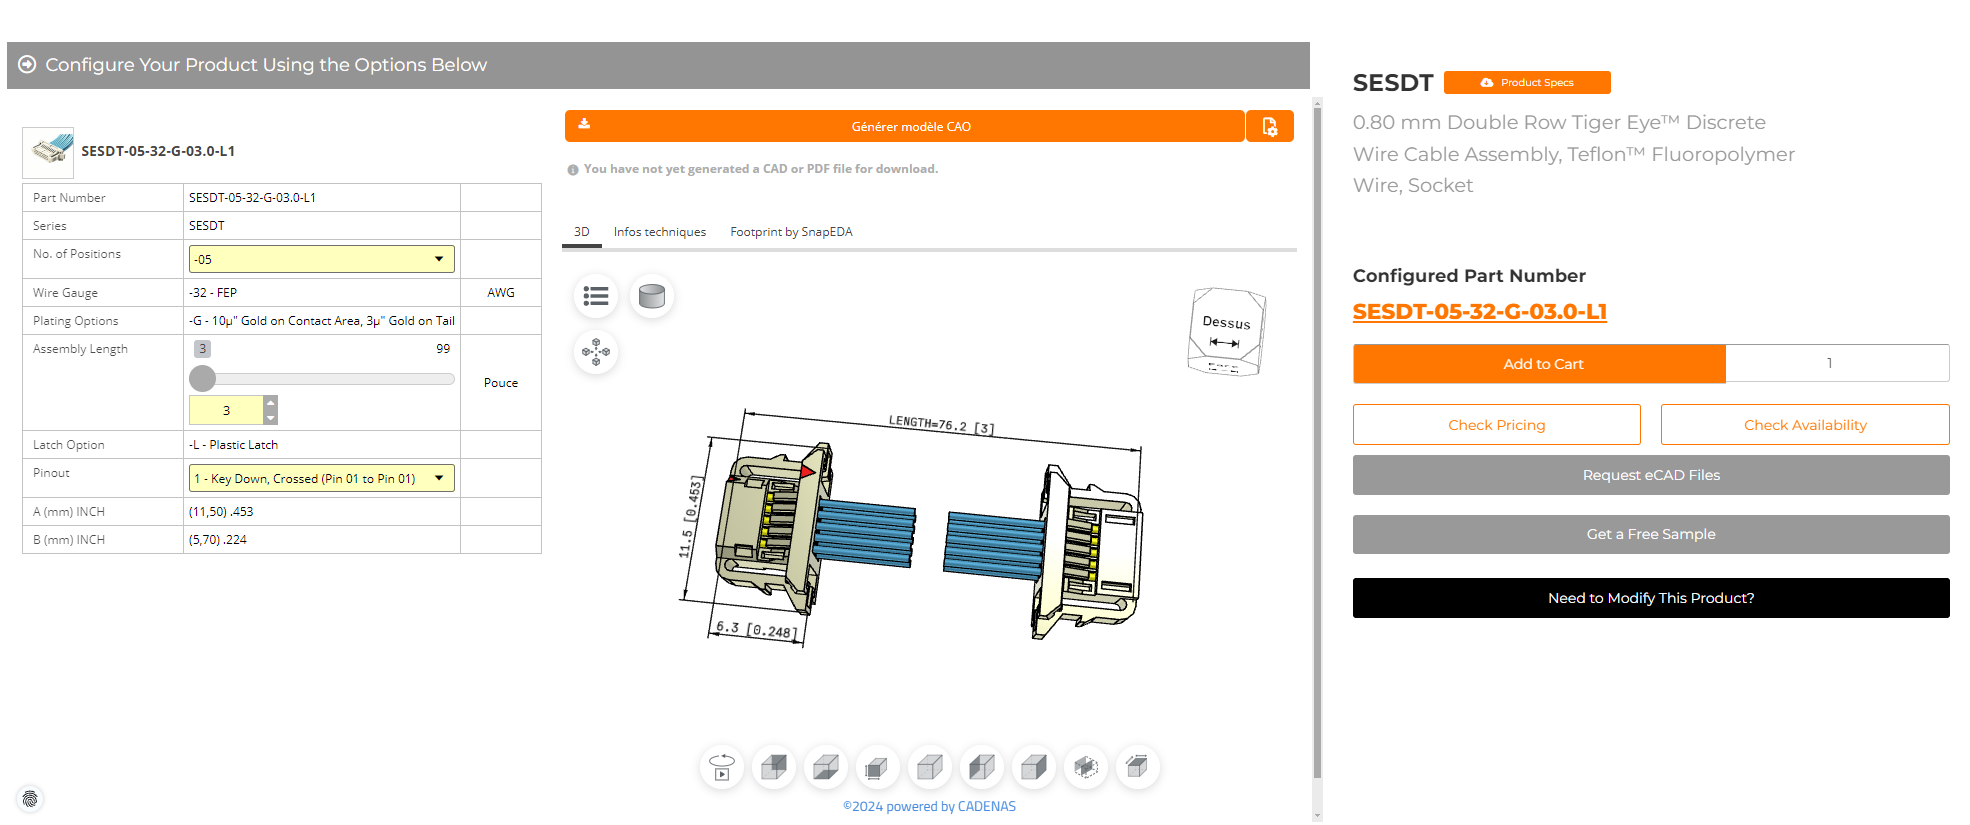 Configure Your Product Using the Options Below
SESDT-05-32-G-03.0-L1
Part Number SESDT-05-32-G-03.0-L1
Series SESDT
No. of Positions -05
Wire Gauge -32 - FEP AWG
Plating Options -G - 10µ" Gold on Contact Area, 3µ" Gold on Tail
Assembly Length 3 99
3
Pouce
Latch Option -L - Plastic Latch
Pinout 1 - Key Down, Crossed (Pin 01 to Pin 01)
A (mm) INCH (11,50) .453
B (mm) INCH (5,70) .224
Générer modèle CAO
You have not yet generated a CAD or PDF file for download.
3D Infos techniques Footprint by SnapEDA
Dessus
LENGTH=76.2 [3]
11.5 [0.453]
6.3 [0.248]
©2024 powered by CADENAS
SESDT Product Specs
0.80 mm Double Row Tiger Eye™ Discrete
Wire Cable Assembly, Teflon™ Fluoropolymer
Wire, Socket
Configured Part Number
SESDT-05-32-G-03.0-L1
Add to Cart 1
Check Pricing Check Availability
Request eCAD Files
Get a Free Sample
Need to Modify This Product?